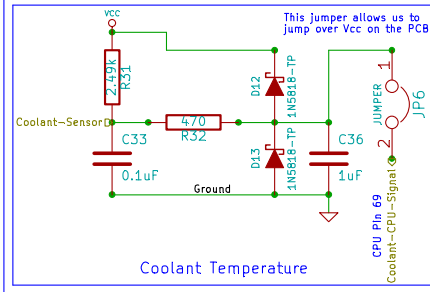 This jumper allows us to
jump over Vcc on the PCB
vcc
2.49k
R31
D12
1N5818-TP
1
JUMPER
JP6
2
Coolant-Sensor
470
R32
C33
0.1uF
D13
1N5818-TP
C36
1uF
Ground
CPU Pin 69
Coolant-CPU-Signal
Coolant Temperature